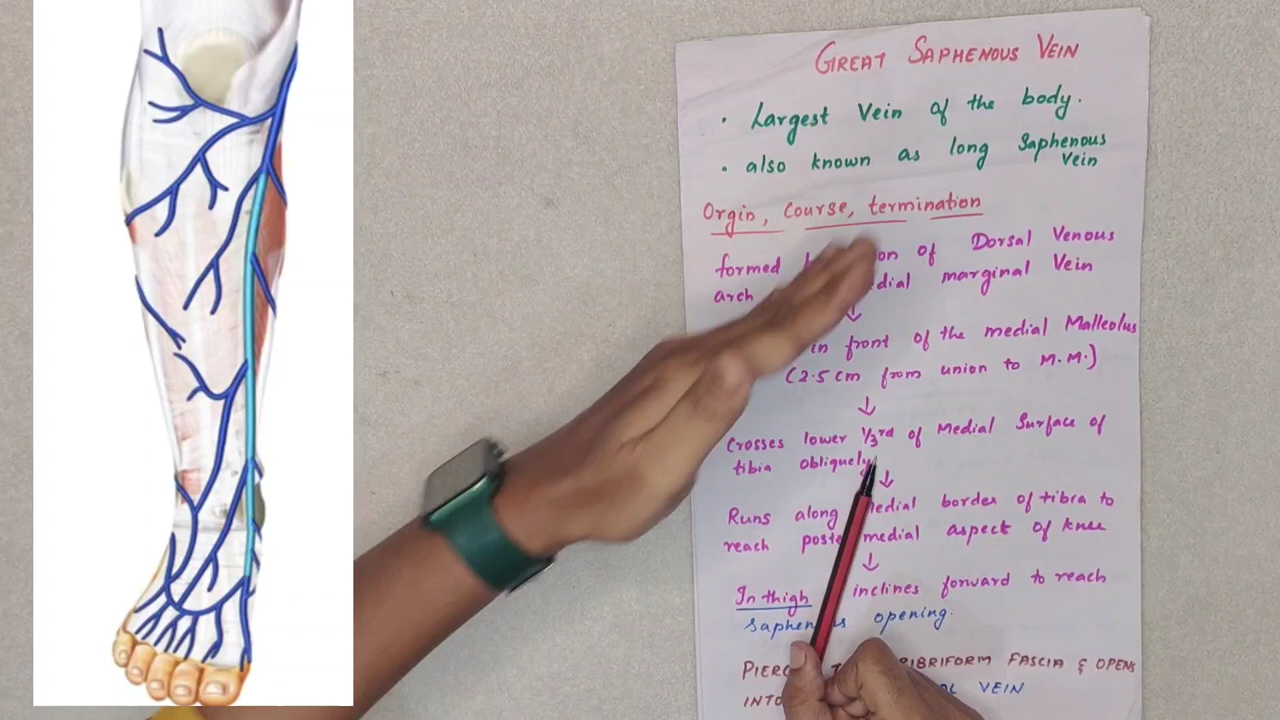 GREAT SAPHENOUS VEIN
• Largest Vein of the body.
• also known as long Saphenous
Vein
Orgin, Course, termination
formed of Dorsal Venous
arch marginal Vein
↓
in front of the medial Malleolus
(2.5cm from union to M.M.)
↓
Crosses lower 1/3rd of Medial Surface of
tibia obliquely
↓
Runs along medial border of tibia to
reach medial aspect of knee
↓
In thigh inclines forward to reach
saphenous opening.
FASCIA & OPENS
INTO VEIN